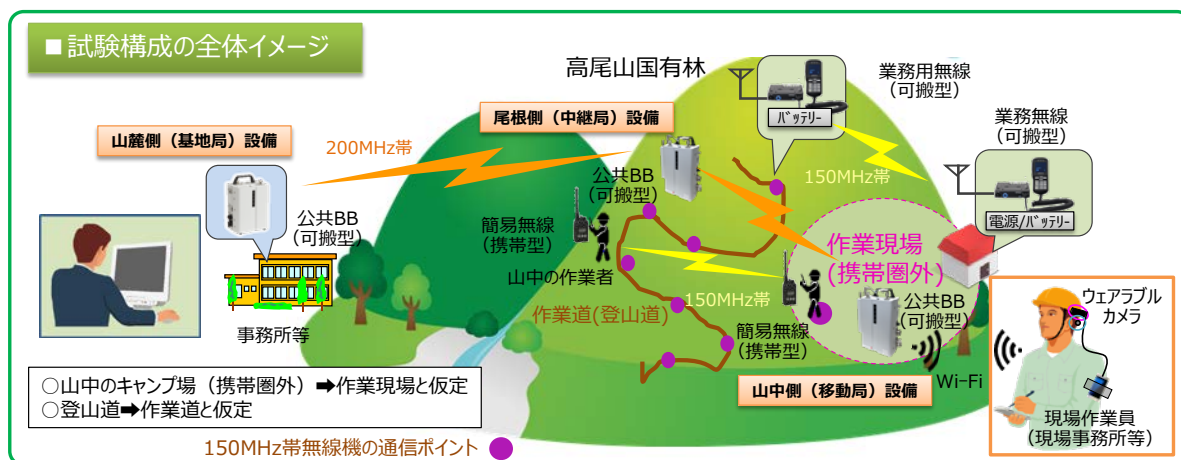 ■試験構成の全体イメージ
高尾山国有林
業務用無線
(可搬型)
バッテリー
業務無線
(可搬型)
電源/バッテリー
尾根側（中継局）設備
山麓側（基地局）設備
200MHz帯
150MHz帯
公共BB
(可搬型)
公共BB
(可搬型)
簡易無線
(携帯型)
山中の作業者
作業現場
(携帯圏外)
150MHz帯
作業道(登山道)
簡易無線
(携帯型)
公共BB
(可搬型)
事務所等
ウェアラブル
カメラ
Wi-Fi
山中側（移動局）設備
現場作業員
(現場事務所等)
○山中のキャンプ場（携帯圏外）➡作業現場と仮定
○登山道➡作業道と仮定
150MHz帯無線機の通信ポイント